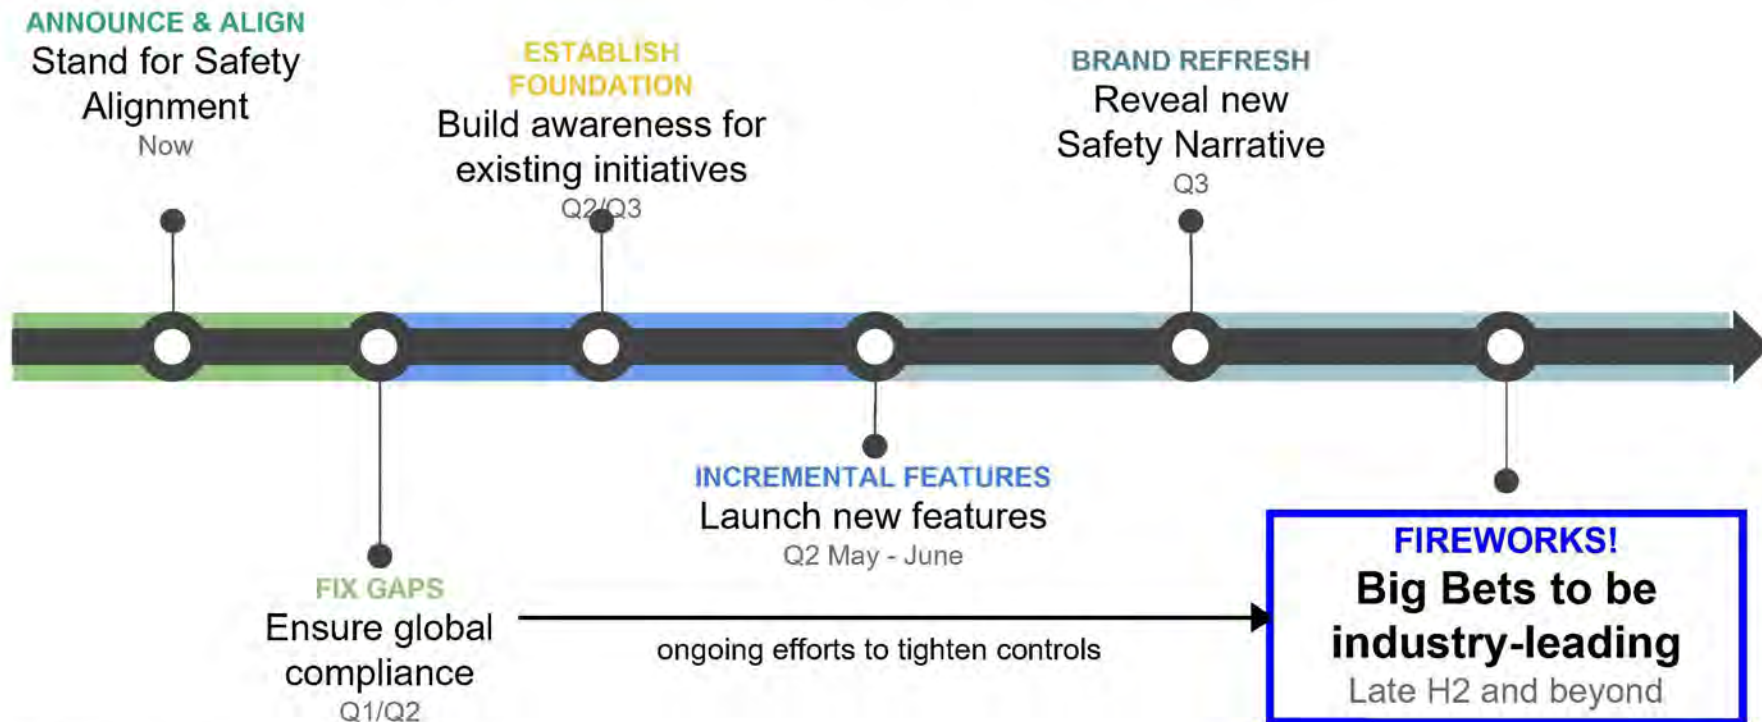 ANNOUNCE & ALIGN
Stand for Safety
Alignment
Now
ESTABLISH
FOUNDATION
Build awareness for
existing initiatives
Q2/Q3
BRAND REFRESH
Reveal new
Safety Narrative
Q3
FIX GAPS
Ensure global
compliance
Q1/Q2
INCREMENTAL FEATURES
Launch new features
Q2 May - June
ongoing efforts to tighten controls
FIREWORKS!
Big Bets to be
industry-leading
Late H2 and beyond